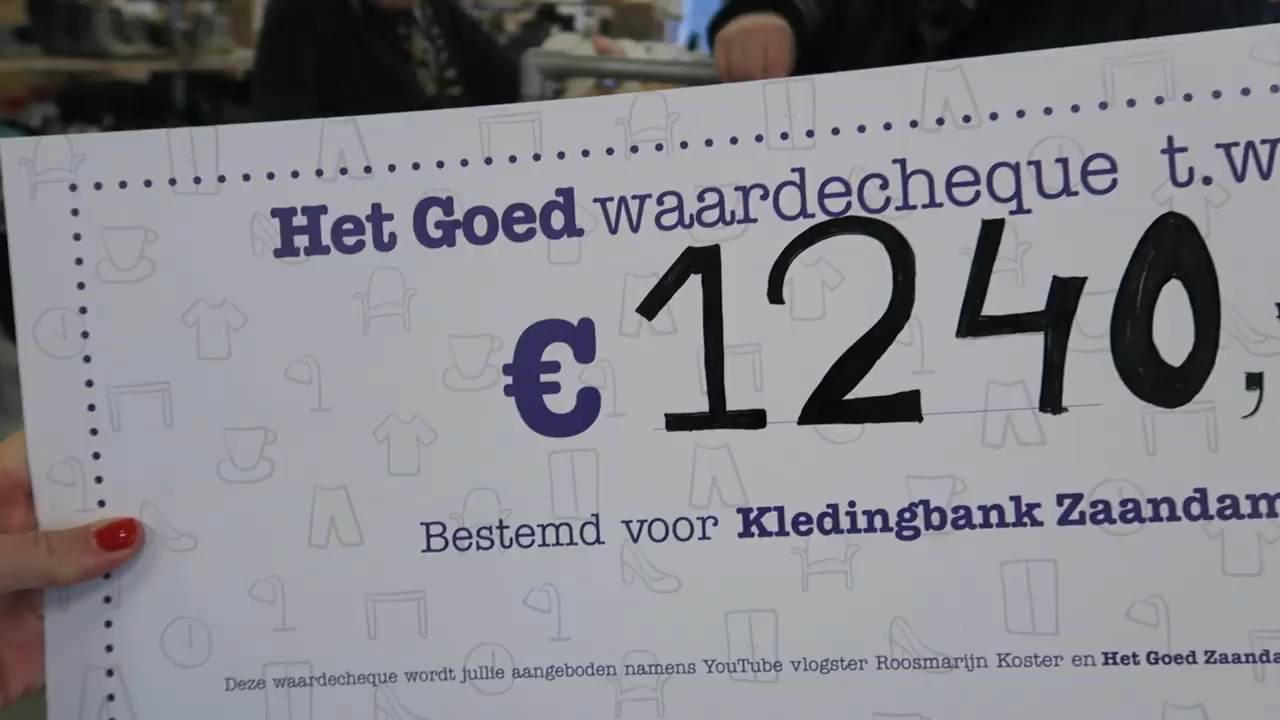 Het Goed waardecheque t.w
€ 1240,
Bestemd voor Kledingbank Zaandam
Deze waardecheque wordt jullie aangeboden namens YouTube vlogster Roosmarijn Koster en Het Goed Zaanda